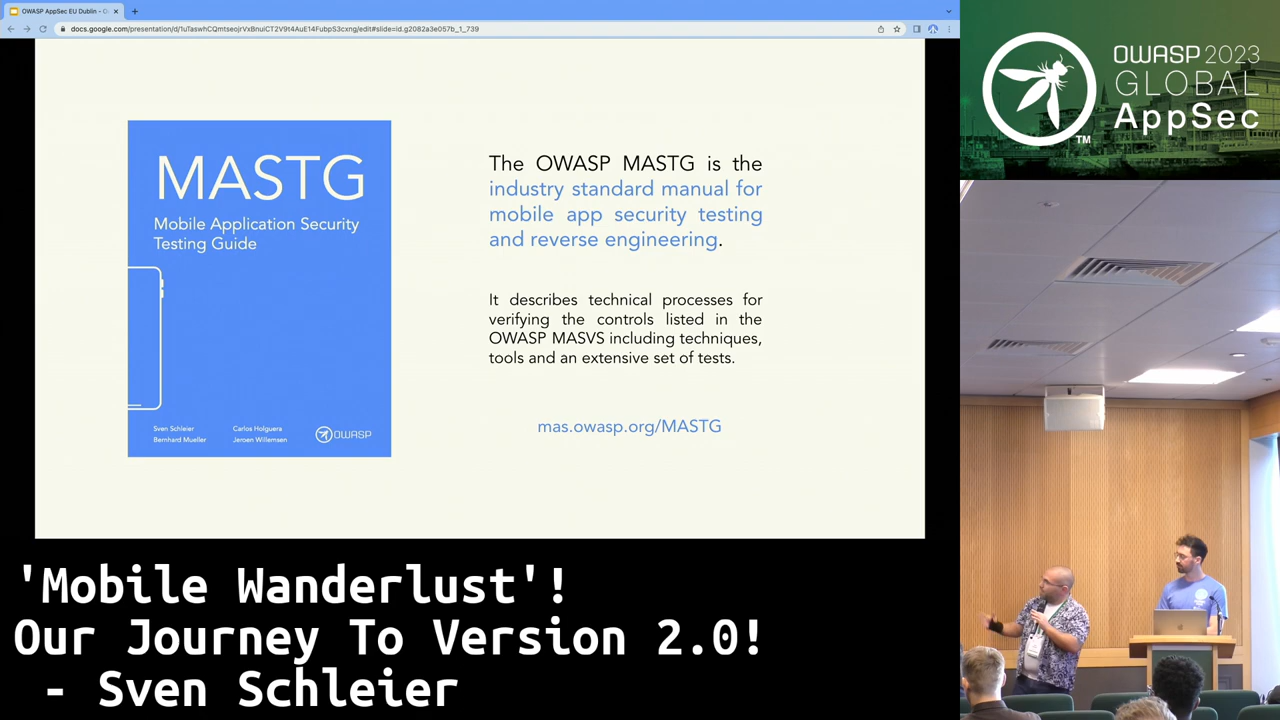 OWASP AppSec EU Dublin - G
docs.google.com/presentation/d/1uTaswhCQmtseojrVxBnuiCT2V9t4AuE14FubpS3cxng/edit#slide=id.g2082a3e057b_1_739
MASTG
Mobile Application Security
Testing Guide
Sven Schleier
Carlos Holguera
Bernhard Mueller
Jeroen Willemsen
OWASP
The OWASP MASTG is the
industry standard manual for
mobile app security testing
and reverse engineering.
It describes technical processes for
verifying the controls listed in the
OWASP MASVS including techniques,
tools and an extensive set of tests.
mas.owasp.org/MASTG
OWASP 2023
GLOBAL
AppSec
TM
'Mobile Wanderlust'!
Our Journey To Version 2.0!
- Sven Schleier